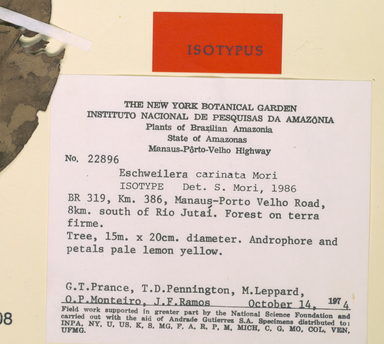 ISOTYPUS
THE NEW YORK BOTANICAL GARDEN
INSTITUTO NACIONAL DE PESQUISAS DA AMAZÔNIA
Plants of Brazilian Amazonia
State of Amazonas
Manaus-Pôrto-Velho Highway
No. 22896
Eschweilera carinata Mori
ISOTYPE Det. S. Mori, 1986
BR 319, Km. 386, Manaus-Porto Velho Road,
8km. south of Rio Jutaí. Forest on terra
firme.
Tree, 15m. x 20cm. diameter. Androphore and
petals pale lemon yellow.
G.T.Prance, T.D.Pennington, M.Leppard,
O.P.Monteiro, J.F.Ramos October 14, 1974
Field work supported in greater part by the National Science Foundation and
carried out with the aid of Andrade Gutierres S.A. Specimens distributed to:
INPA, NY, U, US, K, S, MG, F, A, R, P, M, MICH, C, G, MO, COL, VEN,
UFMG.
08